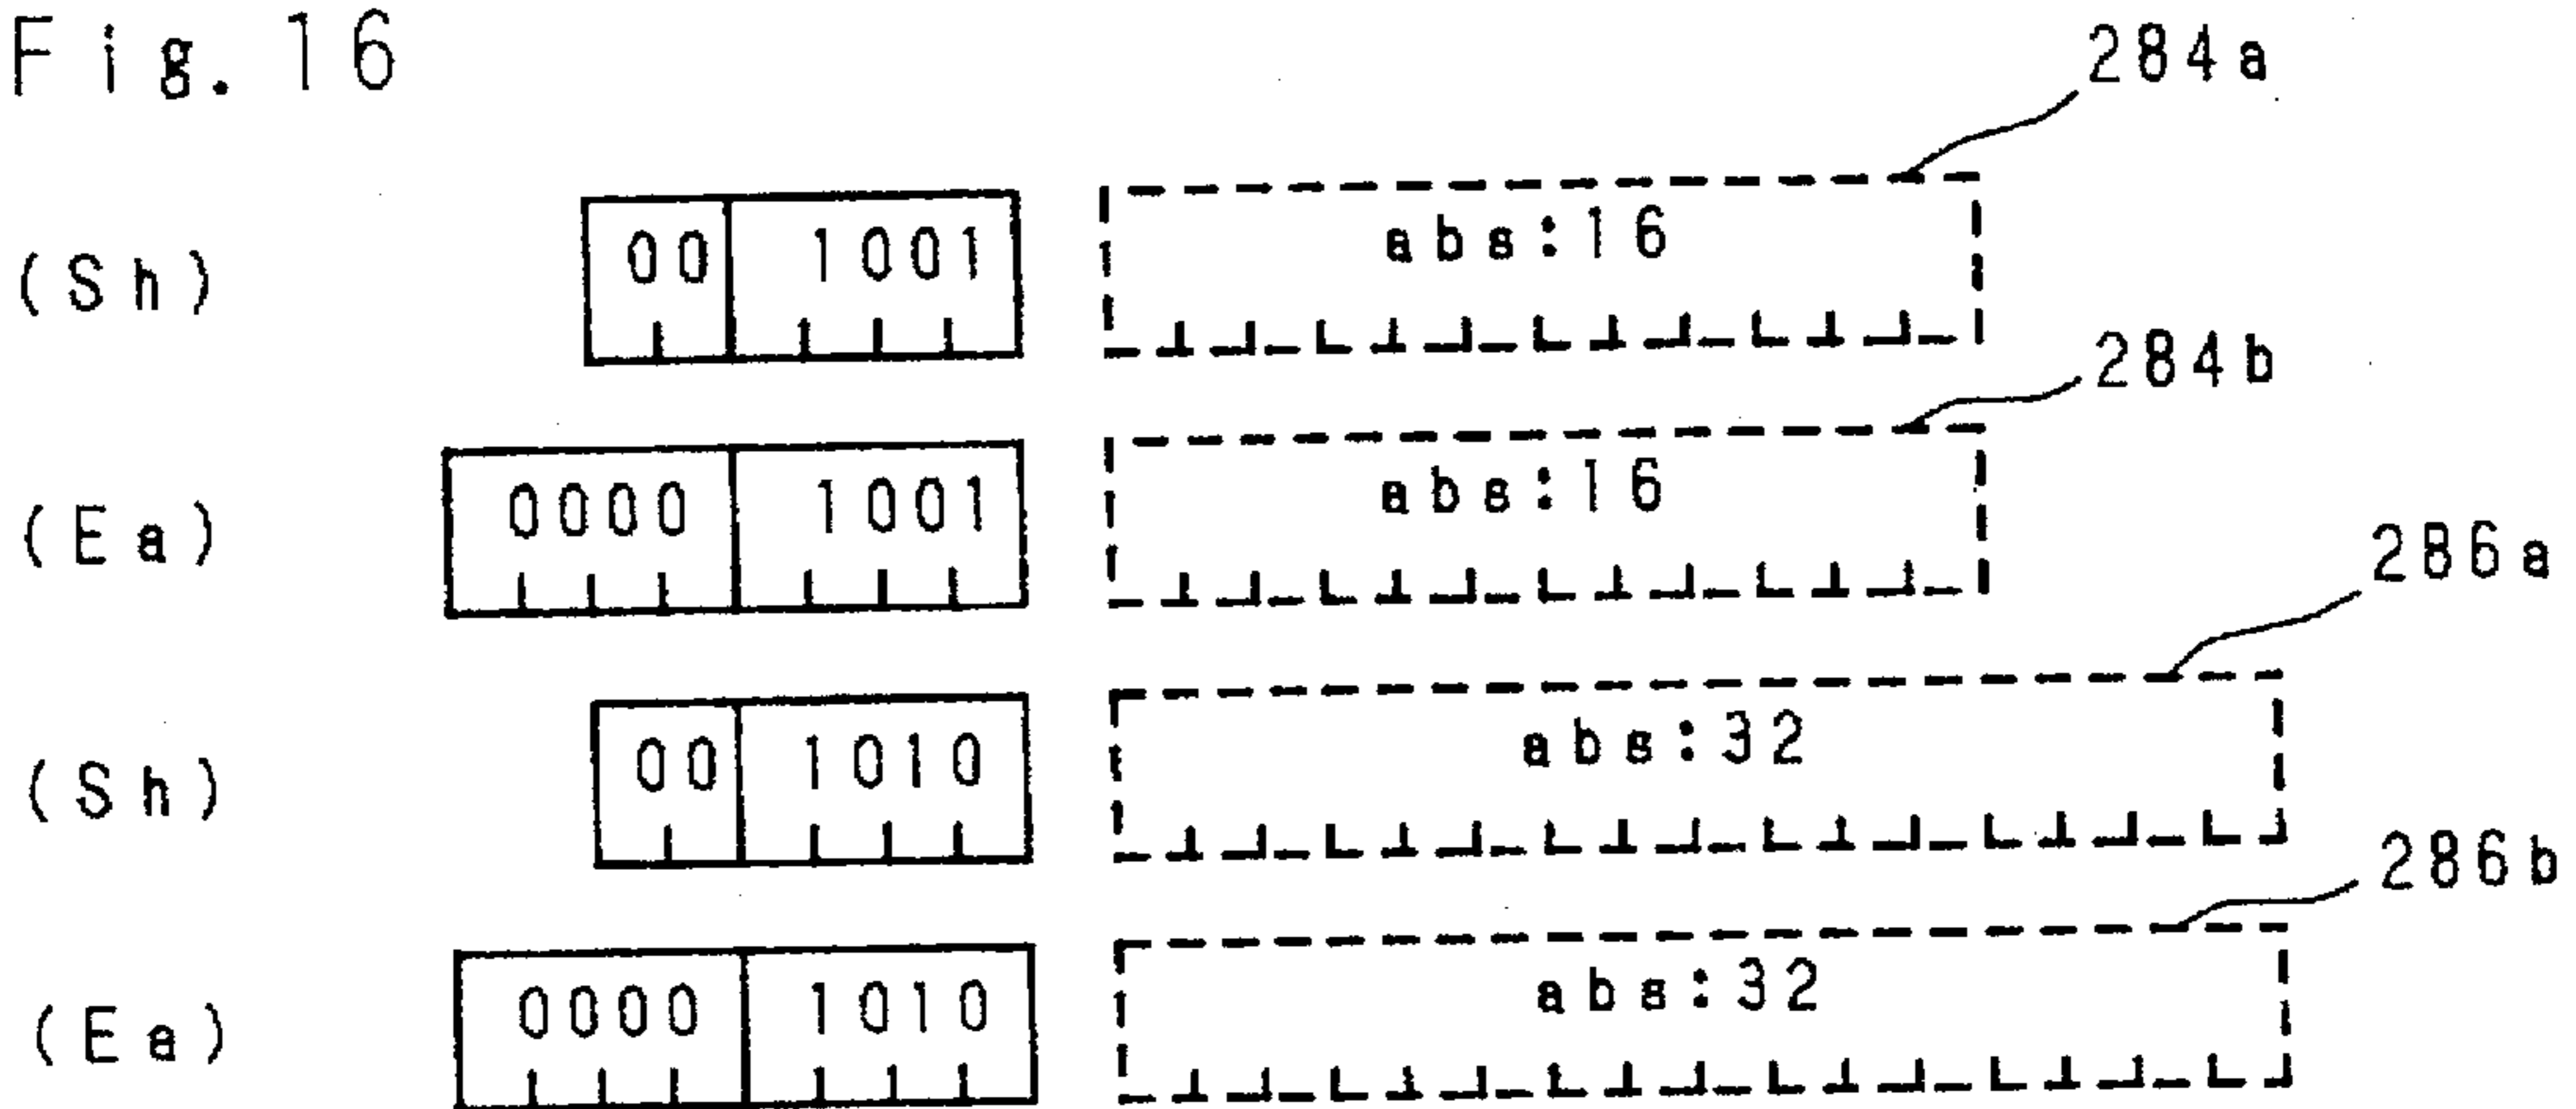 Fig. 16
284a
(Sh) 00 1001 abs:16
284b
(Ea) 0000 1001 abs:16
286a
(Sh) 00 1010 abs:32
286b
(Ea) 0000 1010 abs:32